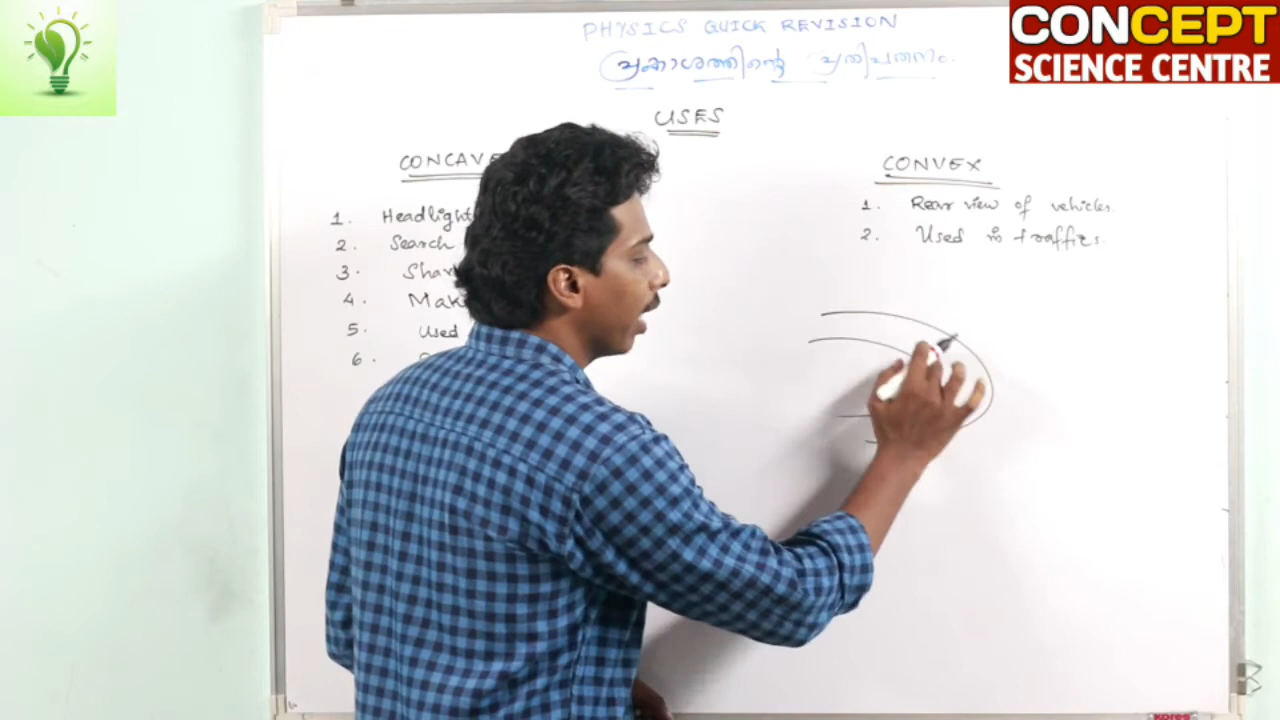 CONCEPT
SCIENCE CENTRE
PHYSICS QUICK REVISION
പ്രകാശത്തിന്റെ പ്രതിപതനം.
USES
CONCAVE
1. Headlight
2. Search
3.
4.
5. Used
6.
CONVEX
1. Rear view of vehicles.
2. Used in traffics.
KORES